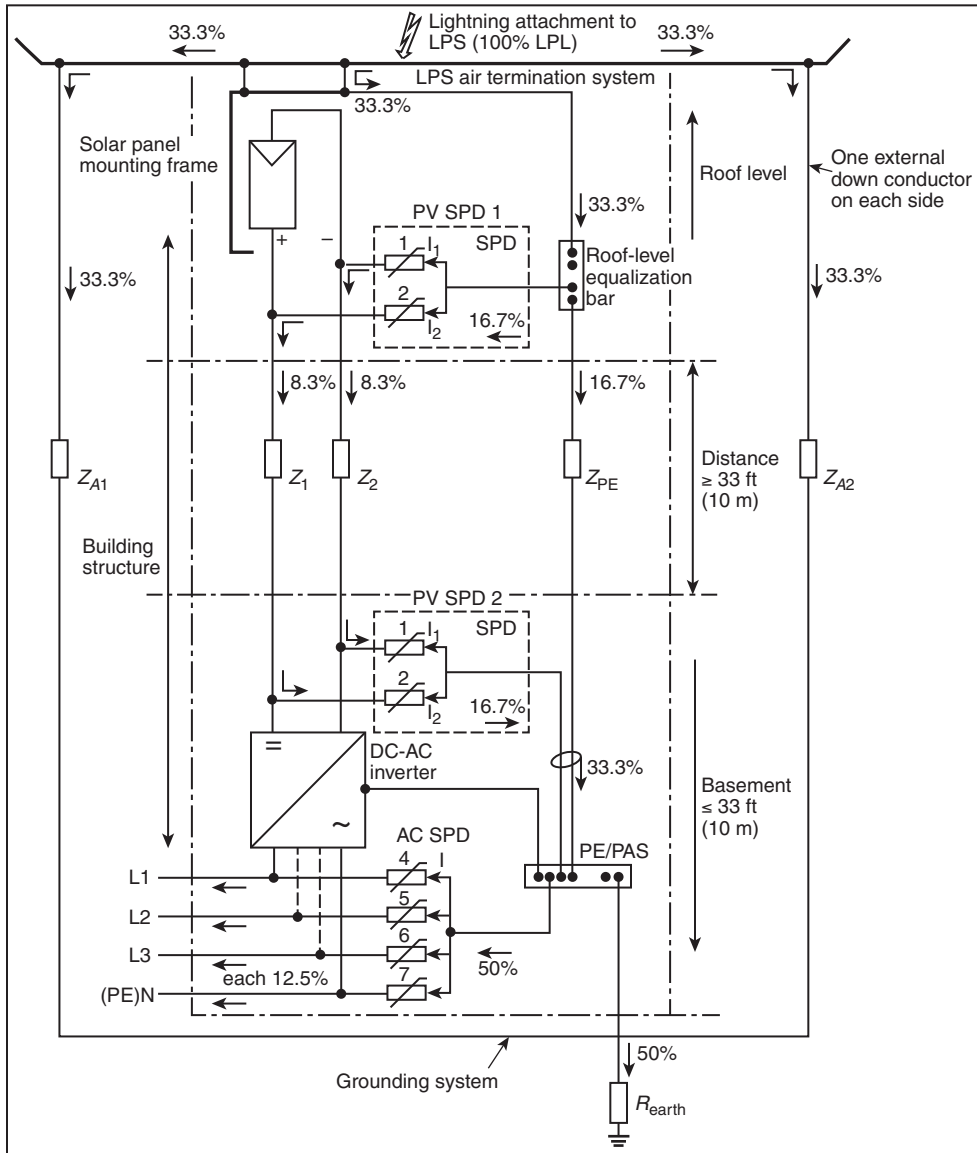 33.3%
Lightning attachment to
LPS (100% LPL)
33.3%
LPS air termination system
33.3%
Solar panel
mounting frame
Roof level
One external
down conductor
on each side
PV SPD 1
33.3%
+
–
1
I1
SPD
Roof-level
equalization
bar
33.3%
33.3%
2
I2
16.7%
8.3%
8.3%
16.7%
ZA1
Z1
Z2
ZPE
Distance
≥ 33 ft
(10 m)
ZA2
Building
structure
PV SPD 2
1
I1
SPD
2
I2
16.7%
=
~
DC-AC
inverter
33.3%
Basement
≤ 33 ft
(10 m)
AC SPD
PE/PAS
4
I
L1
5
L2
6
L3
50%
each 12.5%
7
(PE)N
50%
Grounding system
Rearth